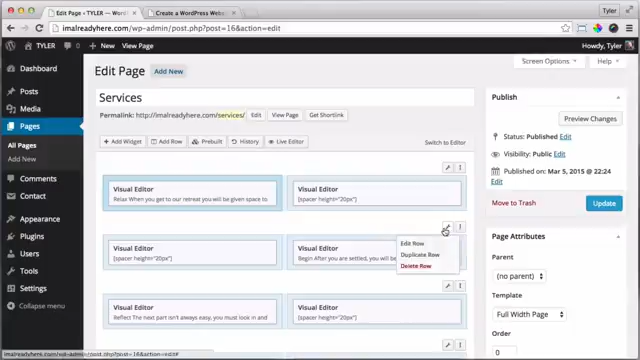 Edit Page ‹ TYLER — Wor
Create a WordPress Webs
Tyler
imalreadyhere.com/wp-admin/post.php?post=16&action=edit
TYLER
0
New
View Page
Howdy, Tyler
Dashboard
Posts
Media
Pages
All Pages
Add New
Comments
Contact
Appearance
Plugins
Users
Tools
Settings
Collapse menu
Screen Options
Help
Edit Page
Add New
Services
Permalink: http://imalreadyhere.com/services/
Edit
View Page
Get Shortlink
Add Widget
Add Row
Prebuilt
History
Live Editor
Switch to Editor
Visual Editor
Relax When you get to our retreat you will be given space to
Visual Editor
[spacer height="20px"]
Visual Editor
[spacer height="20px"]
Visual Editor
Begin After you are settled, you will be
Edit Row
Duplicate Row
Delete Row
Visual Editor
Reflect The next part isn't always easy, you must look in and
Visual Editor
[spacer height="20px"]
Publish
Preview Changes
Status: Published Edit
Visibility: Public Edit
Published on: Mar 5, 2015 @ 22:24
Edit
Move to Trash
Update
Page Attributes
Parent
(no parent)
Template
Full Width Page
Order
0
imalreadyhere.com/wp-admin/post.php?post=16&action=edit#